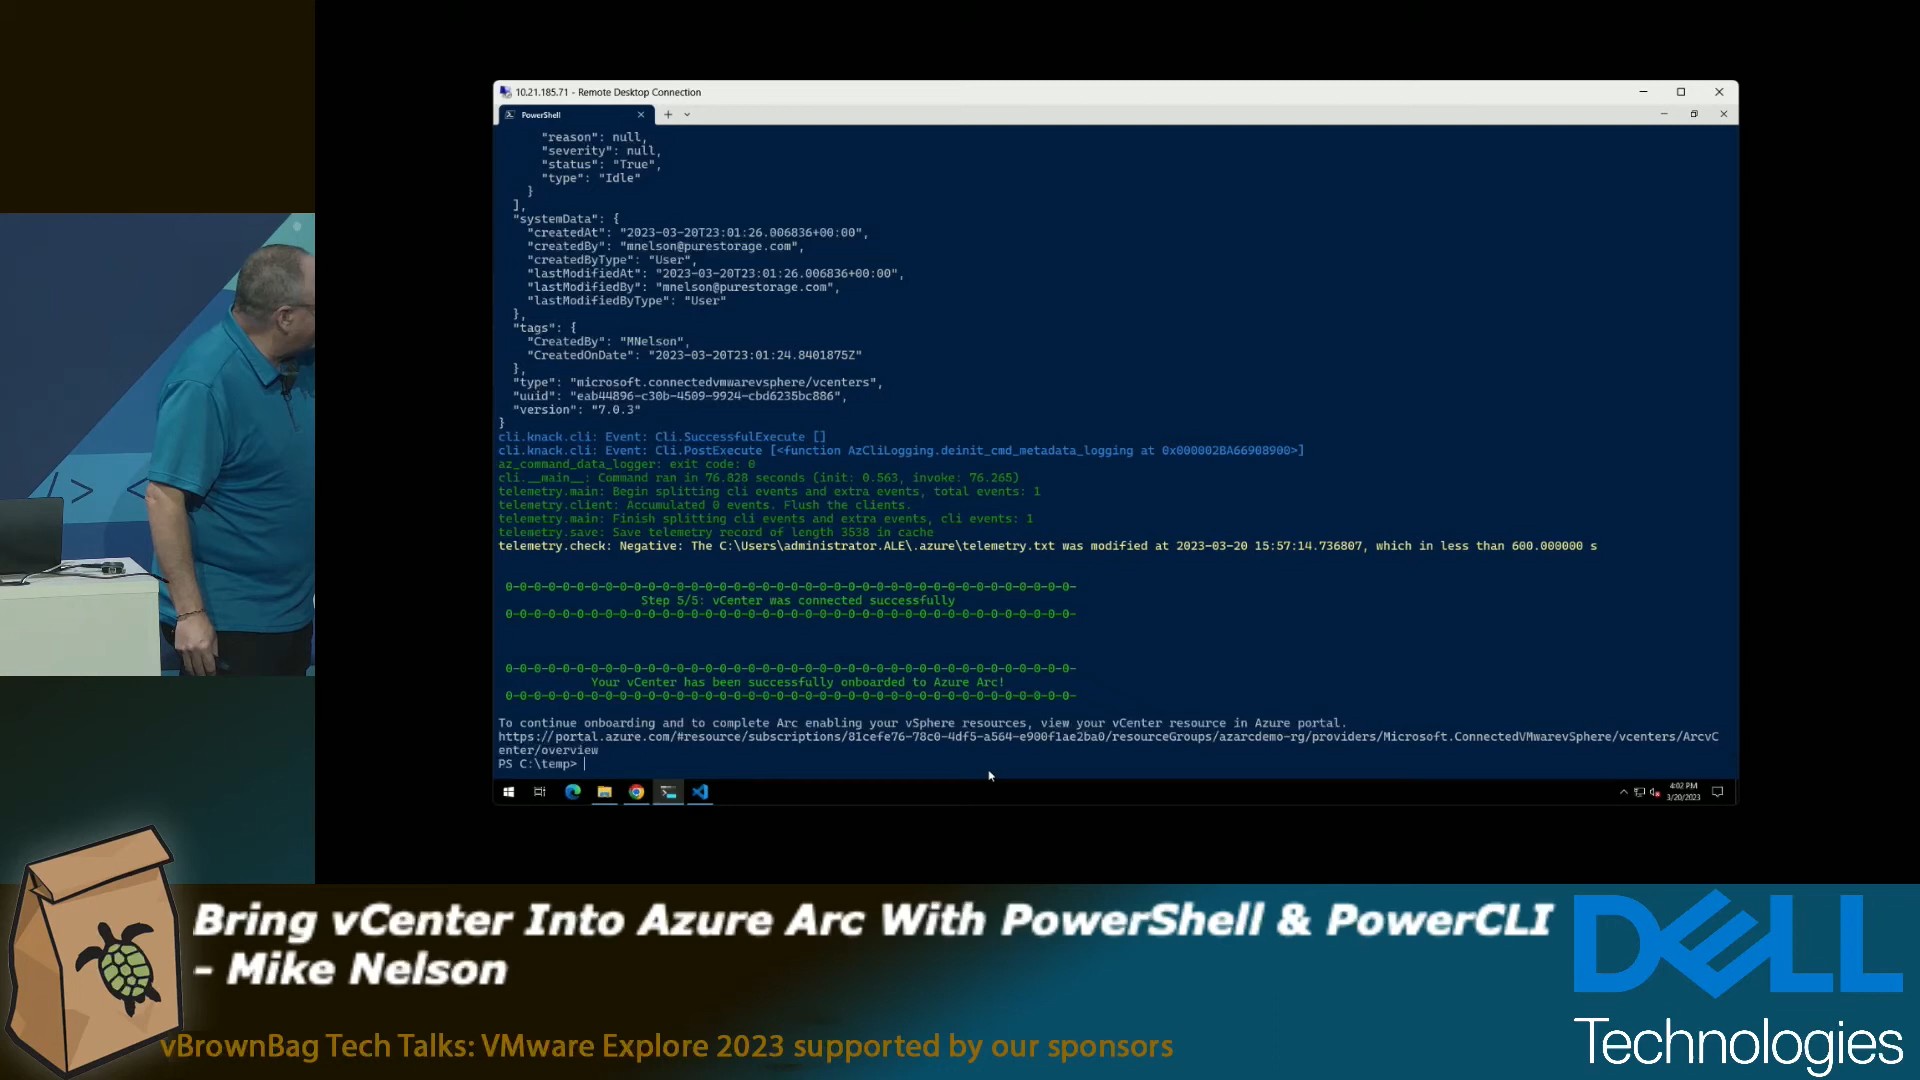 10.21.185.71 - Remote Desktop Connection
PowerShell
"reason": null,
"severity": null,
"status": "True",
"type": "Idle"
}
],
"systemData": {
"createdAt": "2023-03-20T23:01:26.006836+00:00",
"createdBy": "mnelson@purestorage.com",
"createdByType": "User",
"lastModifiedAt": "2023-03-20T23:01:26.006836+00:00",
"lastModifiedBy": "mnelson@purestorage.com",
"lastModifiedByType": "User"
},
"tags": {
"CreatedBy": "MNelson",
"CreatedOnDate": "2023-03-20T23:01:24.8401875Z"
},
"type": "microsoft.connectedvmwarevsphere/vcenters",
"uuid": "eab44896-c30b-4509-9924-cbd6235bc886",
"version": "7.0.3"
}
cli.knack.cli: Event: Cli.SuccessfulExecute []
cli.knack.cli: Event: Cli.PostExecute [<function AzCliLogging.deinit_cmd_metadata_logging at 0x000002BA66908900>]
az_command_data_logger: exit code: 0
cli.__main__: Command ran in 76.828 seconds (init: 0.563, invoke: 76.265)
telemetry.main: Begin splitting cli events and extra events, total events: 1
telemetry.client: Accumulated 0 events. Flush the clients.
telemetry.main: Finish splitting cli events and extra events, cli events: 1
telemetry.save: Save telemetry record of length 3538 in cache
telemetry.check: Negative: The C:\Users\administrator.ALE\.azure\telemetry.txt was modified at 2023-03-20 15:57:14.736807, which in less than 600.000000 s
0-0-0-0-0-0-0-0-0-0-0-0-0-0-0-0-0-0-0-0-0-0-0-0-0-0-0-0-0-0-0-0-0-0-0-0-0-0-0-0-
Step 5/5: vCenter was connected successfully
0-0-0-0-0-0-0-0-0-0-0-0-0-0-0-0-0-0-0-0-0-0-0-0-0-0-0-0-0-0-0-0-0-0-0-0-0-0-0-0-
0-0-0-0-0-0-0-0-0-0-0-0-0-0-0-0-0-0-0-0-0-0-0-0-0-0-0-0-0-0-0-0-0-0-0-0-0-0-0-0-
Your vCenter has been successfully onboarded to Azure Arc!
0-0-0-0-0-0-0-0-0-0-0-0-0-0-0-0-0-0-0-0-0-0-0-0-0-0-0-0-0-0-0-0-0-0-0-0-0-0-0-0-
To continue onboarding and to complete Arc enabling your vSphere resources, view your vCenter resource in Azure portal.
https://portal.azure.com/#resource/subscriptions/81cefe76-78c0-4df5-a564-e900f1ae2ba0/resourceGroups/azarcdemo-rg/providers/Microsoft.ConnectedVMwarevSphere/vcenters/ArcvC
enter/overview
PS C:\temp>
4:02 PM
3/20/2023
Bring vCenter Into Azure Arc With PowerShell & PowerCLI
- Mike Nelson
vBrownBag Tech Talks: VMware Explore 2023 supported by our sponsors
DELL
Technologies